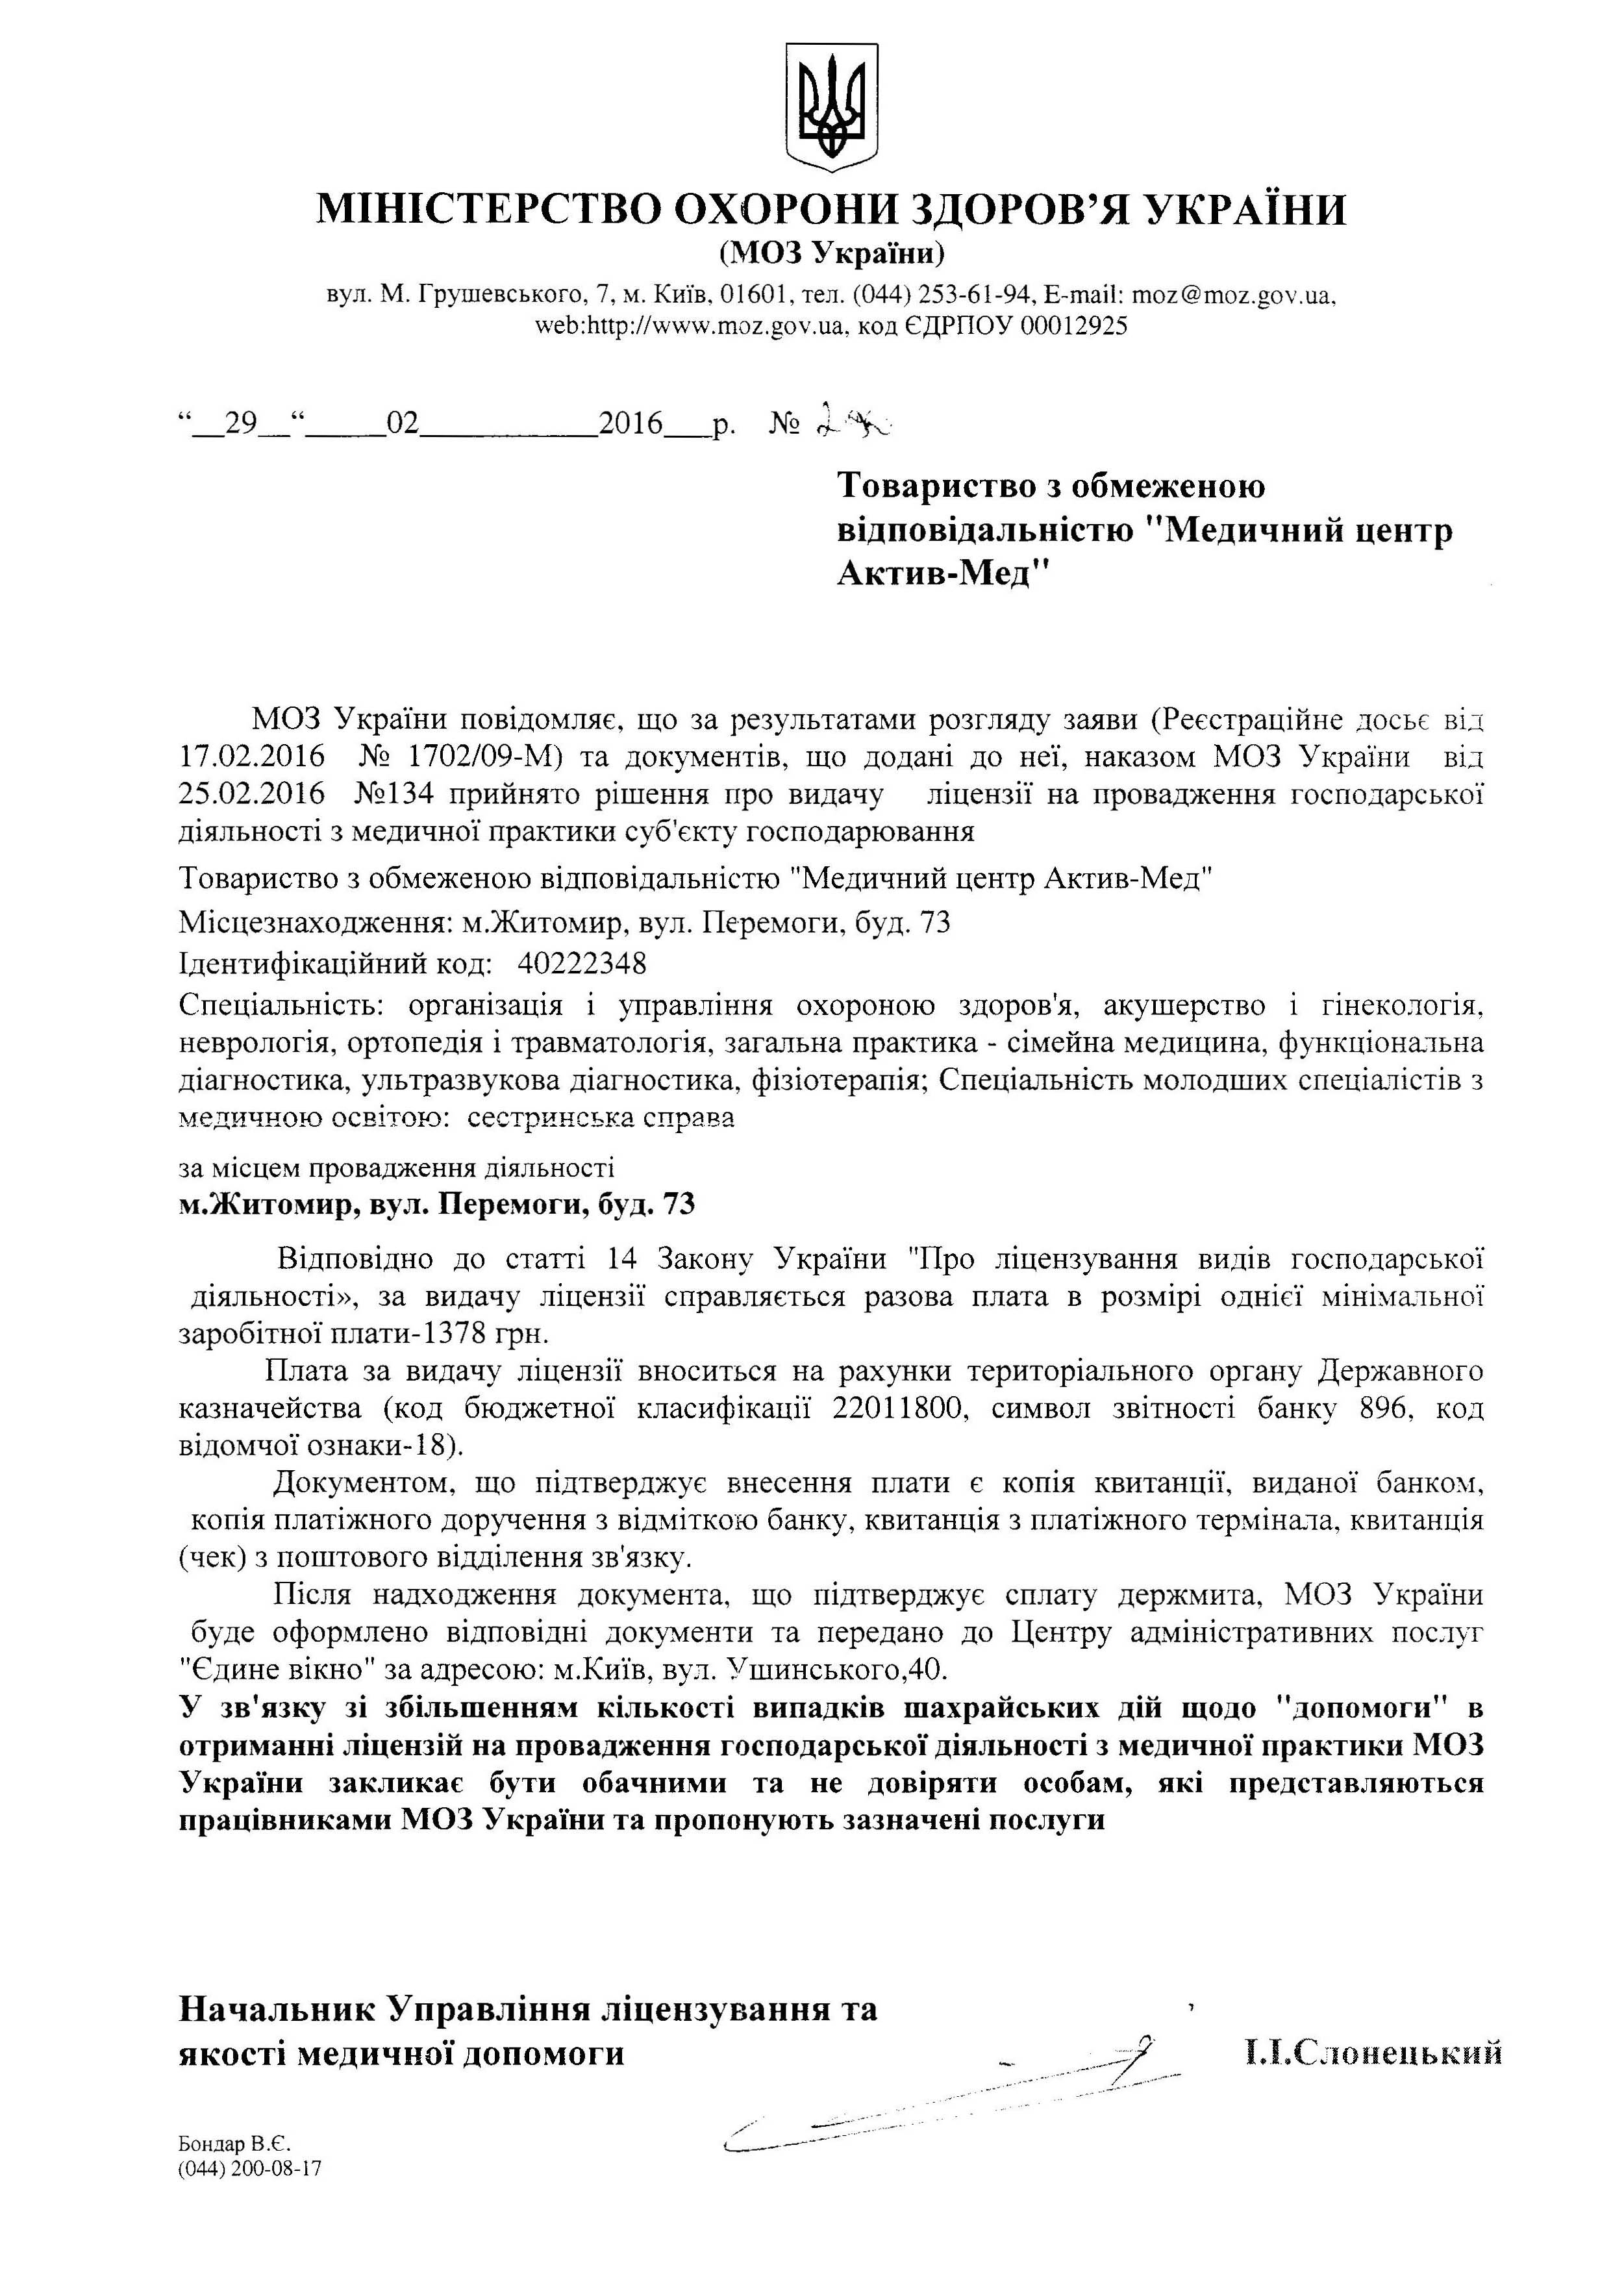 МІНІСТЕРСТВО ОХОРОНИ ЗДОРОВ’Я УКРАЇНИ
(МОЗ України)
вул. М. Грушевського, 7, м. Київ, 01601, тел. (044) 253-61-94, E-mail: moz@moz.gov.ua,
web:http://www.moz.gov.ua, код ЄДРПОУ 00012925
“__29__“_____02___________2016___р. №
Товариство з обмеженою
відповідальністю "Медичний центр
Актив-Мед"
МОЗ України повідомляє, що за результатами розгляду заяви (Реєстраційне досьє від
17.02.2016 № 1702/09-М) та документів, що додані до неї, наказом МОЗ України від
25.02.2016 №134 прийнято рішення про видачу ліцензії на провадження господарської
діяльності з медичної практики суб'єкту господарювання
Товариство з обмеженою відповідальністю "Медичний центр Актив-Мед"
Місцезнаходження: м.Житомир, вул. Перемоги, буд. 73
Ідентифікаційний код: 40222348
Спеціальність: організація і управління охороною здоров'я, акушерство і гінекологія,
неврологія, ортопедія і травматологія, загальна практика - сімейна медицина, функціональна
діагностика, ультразвукова діагностика, фізіотерапія; Спеціальність молодших спеціалістів з
медичною освітою: сестринська справа
за місцем провадження діяльності
м.Житомир, вул. Перемоги, буд. 73
Відповідно до статті 14 Закону України "Про ліцензування видів господарської
діяльності», за видачу ліцензії справляється разова плата в розмірі однієї мінімальної
заробітної плати-1378 грн.
Плата за видачу ліцензії вноситься на рахунки територіального органу Державного
казначейства (код бюджетної класифікації 22011800, символ звітності банку 896, код
відомчої ознаки-18).
Документом, що підтверджує внесення плати є копія квитанції, виданої банком,
копія платіжного доручення з відміткою банку, квитанція з платіжного термінала, квитанція
(чек) з поштового відділення зв'язку.
Після надходження документа, що підтверджує сплату держмита, МОЗ України
буде оформлено відповідні документи та передано до Центру адміністративних послуг
"Єдине вікно" за адресою: м.Київ, вул. Ушинського,40.
У зв'язку зі збільшенням кількості випадків шахрайських дій щодо "допомоги" в
отриманні ліцензій на провадження господарської діяльності з медичної практики МОЗ
України закликає бути обачними та не довіряти особам, які представляються
працівниками МОЗ України та пропонують зазначені послуги
Начальник Управління ліцензування та
якості медичної допомоги І.І.Слонецький
Бондар В.Є.
(044) 200-08-17